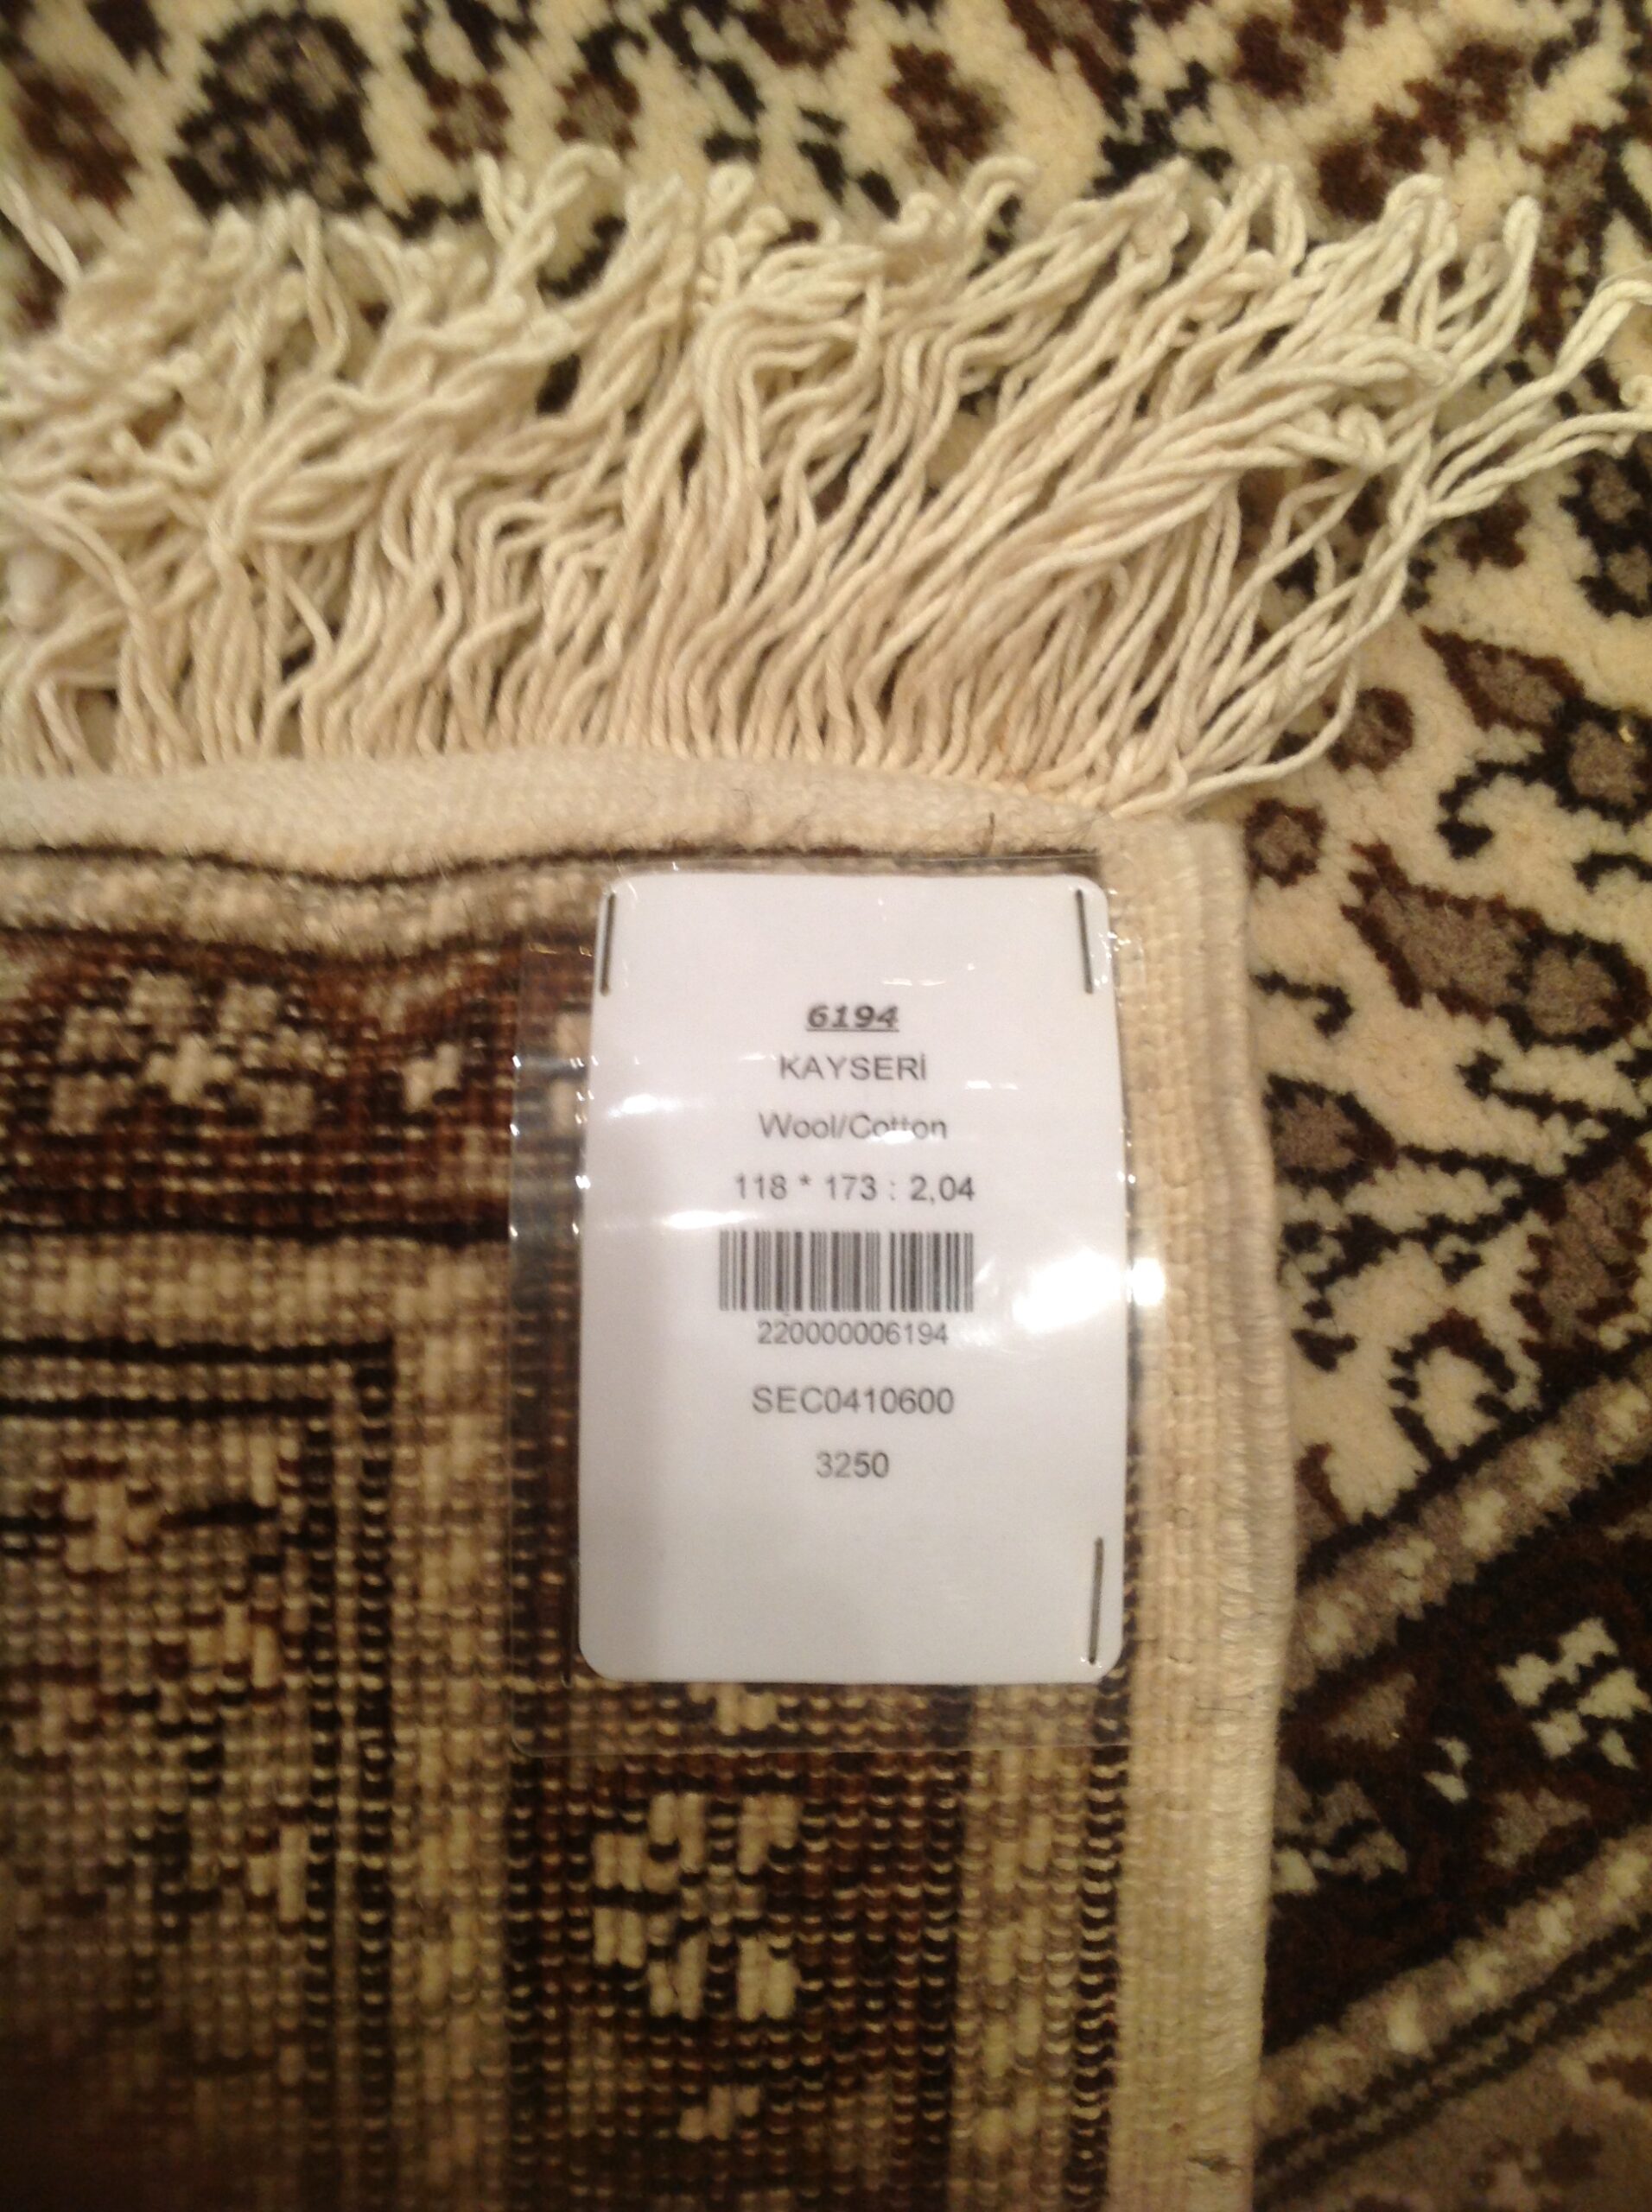 6194
KAYSERİ
Wool/Cotton
118 * 173 : 2,04
220000006194
SEC0410600
3250